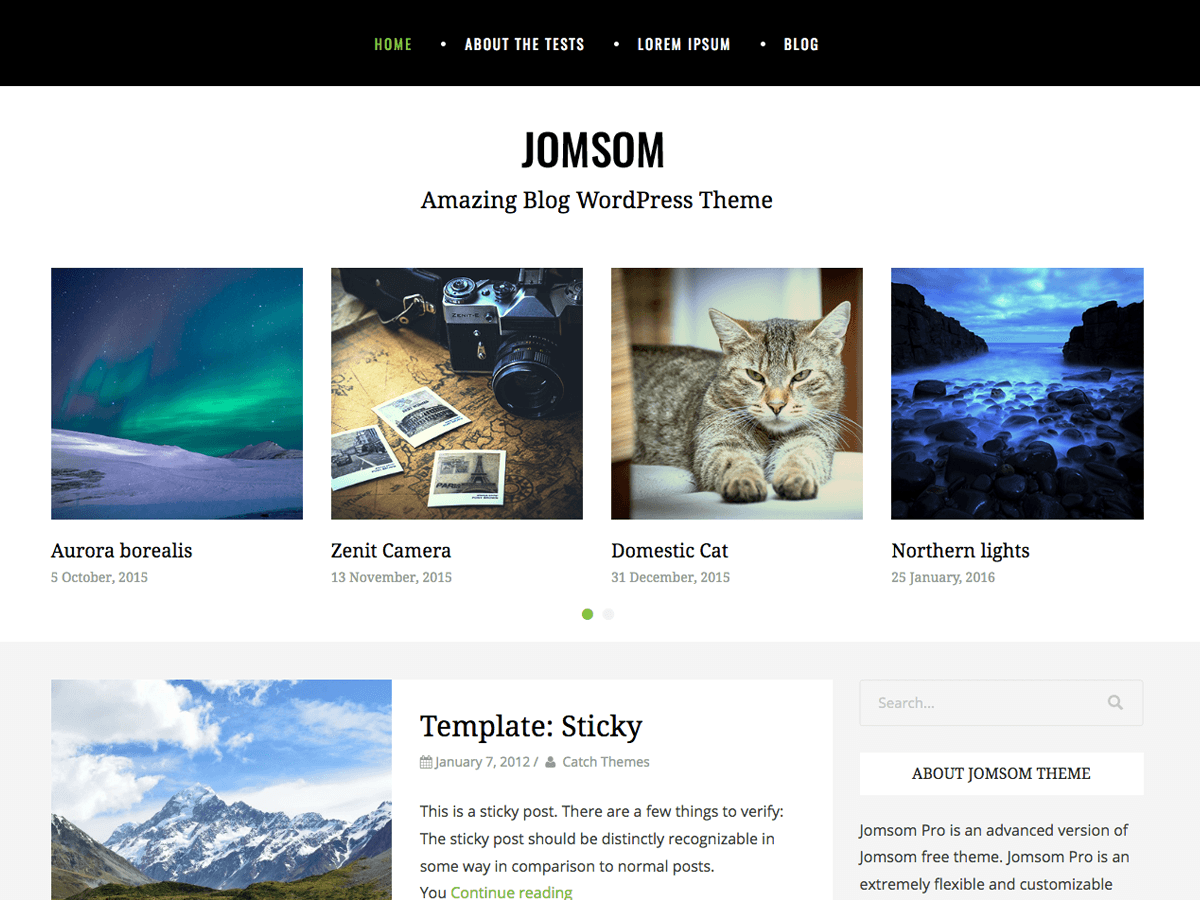 HOME • ABOUT THE TESTS • LOREM IPSUM • BLOG
JOMSOM
Amazing Blog WordPress Theme
ZENIT-E
PARIS
Aurora borealis
5 October, 2015
Zenit Camera
13 November, 2015
Domestic Cat
31 December, 2015
Northern lights
25 January, 2016
Template: Sticky
January 7, 2012 / Catch Themes
This is a sticky post. There are a few things to verify:
The sticky post should be distinctly recognizable in
some way in comparison to normal posts.
You Continue reading
Search...
ABOUT JOMSOM THEME
Jomsom Pro is an advanced version of
Jomsom free theme. Jomsom Pro is an
extremely flexible and customizable